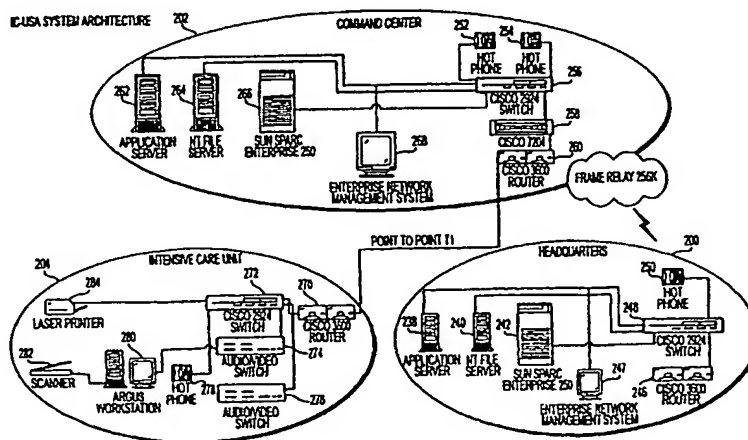 IC-USA SYSTEM ARCHITECTURE
202
COMMAND CENTER
252
254
HOT PHONE
HOT PHONE
256
CISCO 2924 SWITCH
262
264
266
258
CISCO 7204
APPLICATION SERVER
NT FILE SERVER
SUN SPARC ENTERPRISE 250
268
260
CISCO 3600 ROUTER
ENTERPRISE NETWORK MANAGEMENT SYSTEM
FRAME RELAY 256K
POINT TO POINT T1
204
INTENSIVE CARE UNIT
284
LASER PRINTER
272
CISCO 2924 SWITCH
270
CISCO 3600 ROUTER
282
SCANNER
280
ARGUS WORKSTATION
HOT PHONE
278
274
AUDIO/VIDEO SWITCH
276
AUDIO/VIDEO SWITCH
HEADQUARTERS
200
250
HOT PHONE
248
CISCO 2924 SWITCH
238
APPLICATION SERVER
240
NT FILE SERVER
242
SUN SPARC ENTERPRISE 250
247
ENTERPRISE NETWORK MANAGEMENT SYSTEM
246
CISCO 3600 ROUTER